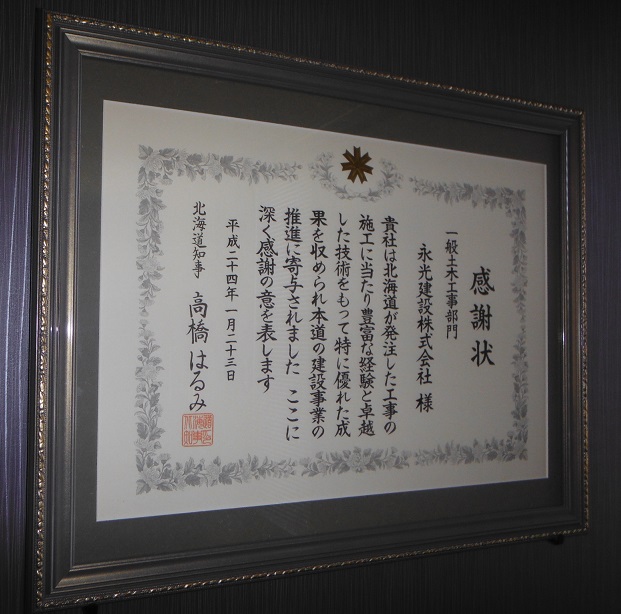 感謝状
一般土木工事部門
永光建設株式会社 様
貴社は北海道が発注した工事の
施工に当たり豊富な経験と卓越
した技術をもって特に優れた成
果を収められ本道の建設事業の
推進に寄与されました ここに
深く感謝の意を表します
平成二十四年 一月二十三日
北海道知事 高橋はるみ